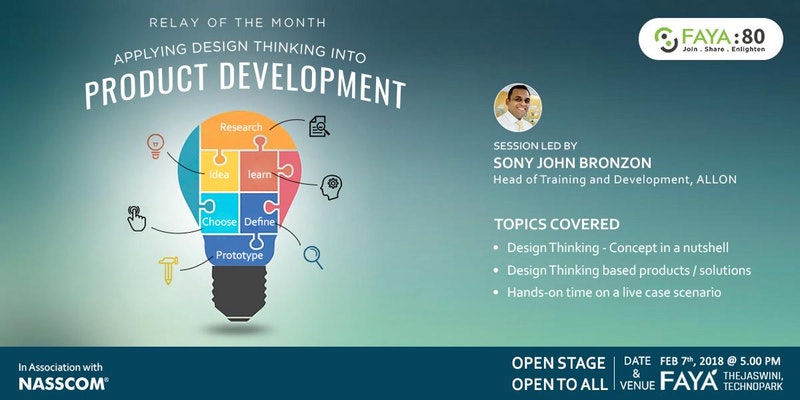 RELAY OF THE MONTH
APPLYING DESIGN THINKING INTO
PRODUCT DEVELOPMENT
Research
Idea
learn
Choose
Define
Prototype
FAYA:80
Join . Share . Enlighten
SESSION LED BY
SONY JOHN BRONZON
Head of Training and Development, ALLON
TOPICS COVERED
• Design Thinking - Concept in a nutshell
• Design Thinking based products / solutions
• Hands-on time on a live case scenario
In Association with
NASSCOM®
OPEN STAGE
OPEN TO ALL
DATE
&
VENUE
FEB 7th, 2018 @ 5.00 PM
FAYA
THEJASWINI,
TECHNOPARK